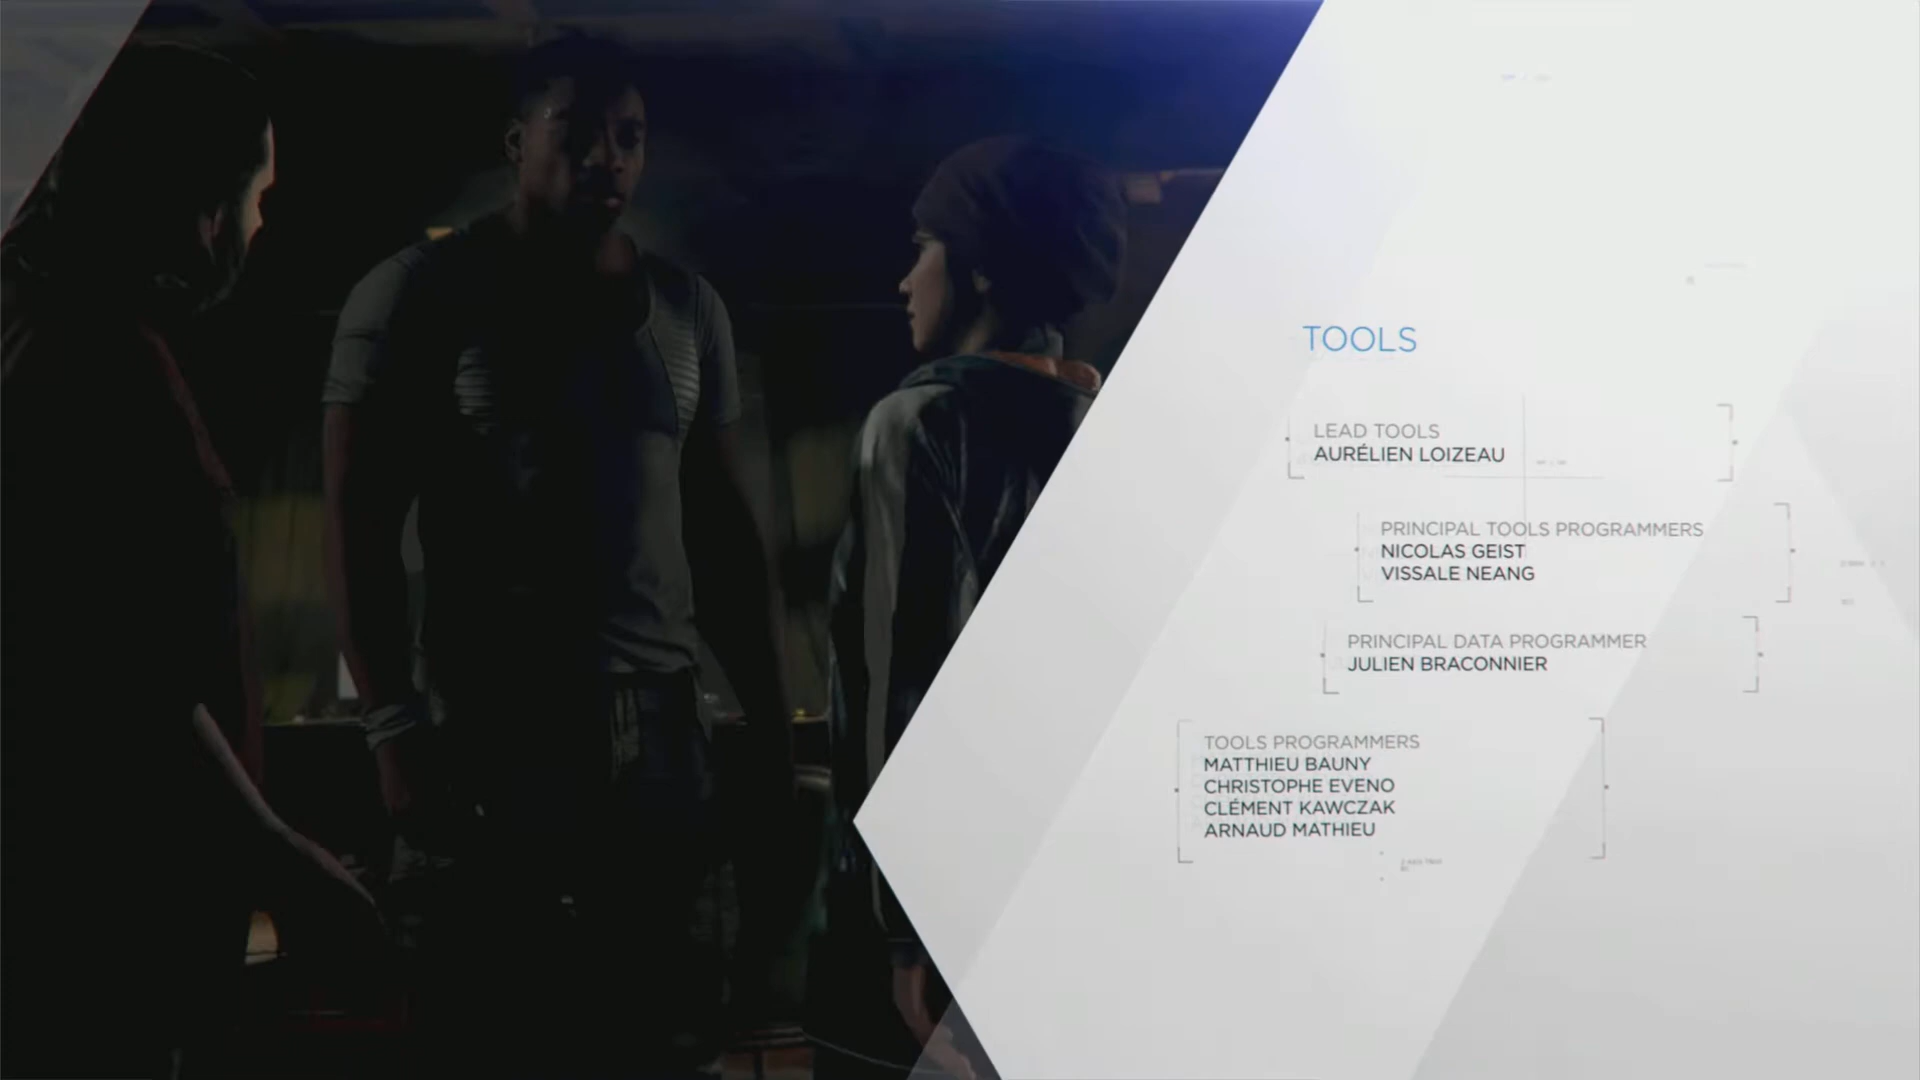 TOOLS
LEAD TOOLS
AURÉLIEN LOIZEAU
PRINCIPAL TOOLS PROGRAMMERS
NICOLAS GEIST
VISSALE NEANG
PRINCIPAL DATA PROGRAMMER
JULIEN BRACONNIER
TOOLS PROGRAMMERS
MATTHIEU BAUNY
CHRISTOPHE EVENO
CLÉMENT KAWCZAK
ARNAUD MATHIEU